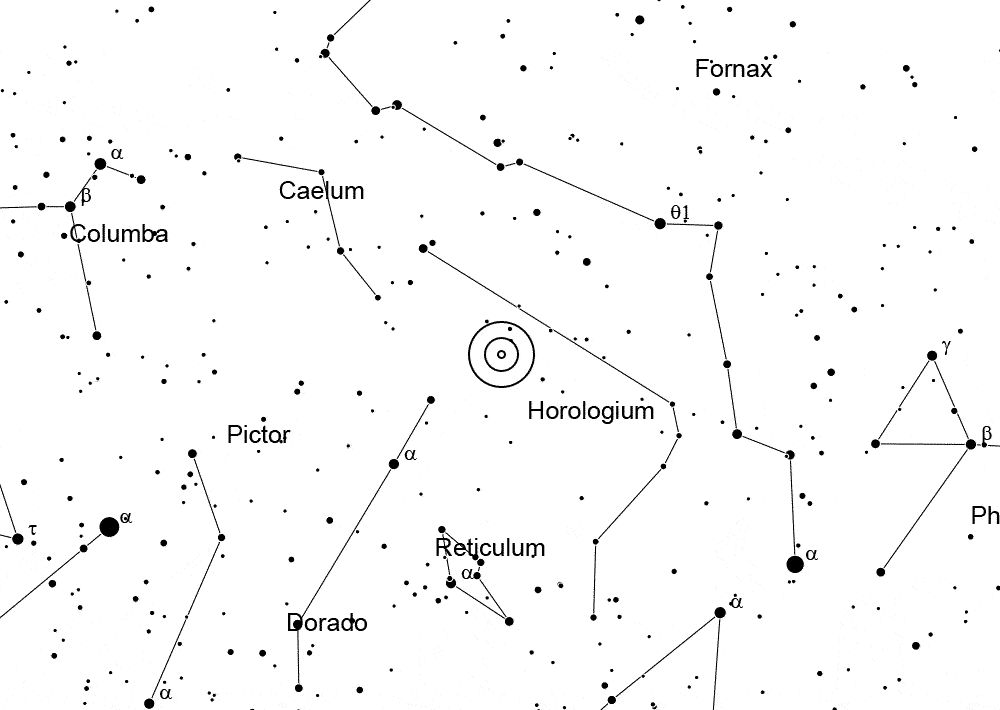 Fornax
α
Caelum
β
θ1
Columba
γ
Horologium
Pictor
β
α
α
Ph
τ
Reticulum
α
α
α
Dorado
α